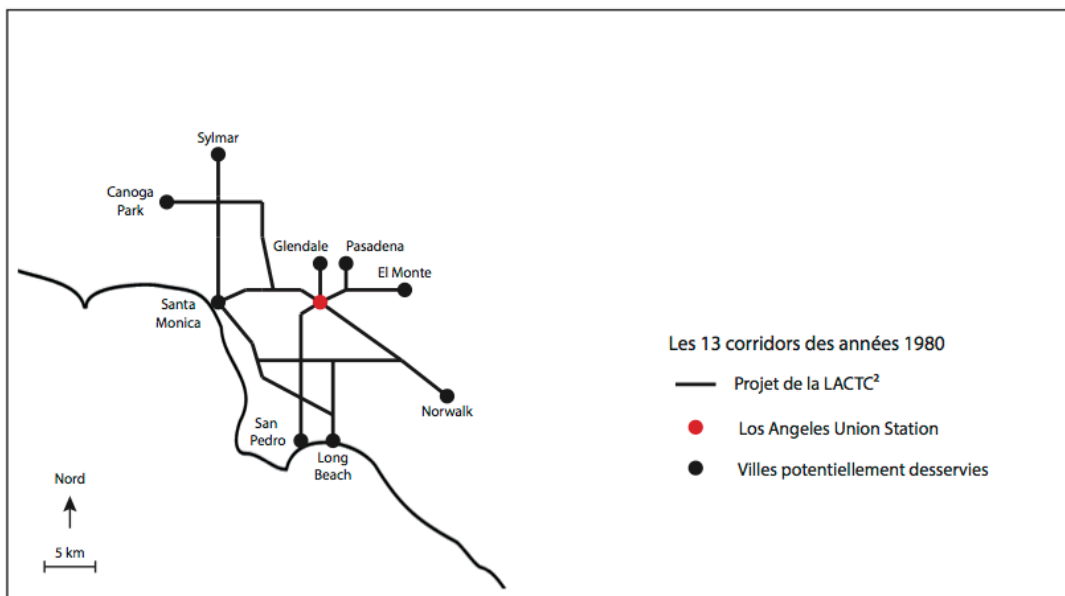 Sylmar
Canoga
Park
Glendale
Pasadena
El Monte
Santa
Monica
Les 13 corridors des années 1980
Projet de la LACTC²
Norwalk
San
Pedro
Los Angeles Union Station
Long
Beach
Villes potentiellement desservies
Nord
5 km